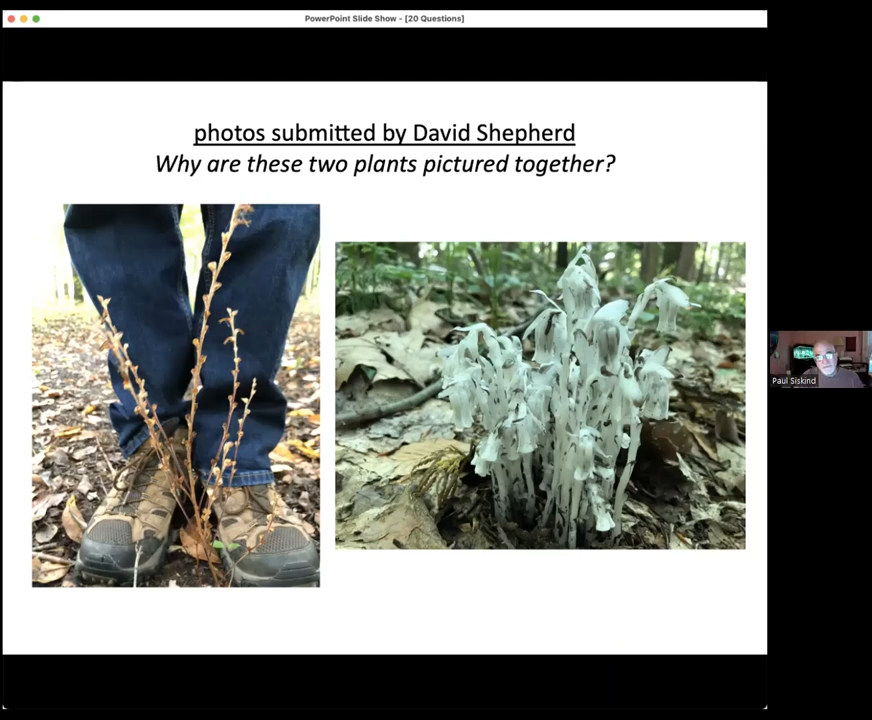 PowerPoint Slide Show - [20 Questions]
photos submitted by David Shepherd
Why are these two plants pictured together?
Paul Siskind